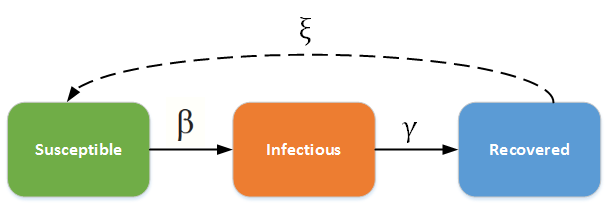 ξ
β
γ
Susceptible
Infectious
Recovered